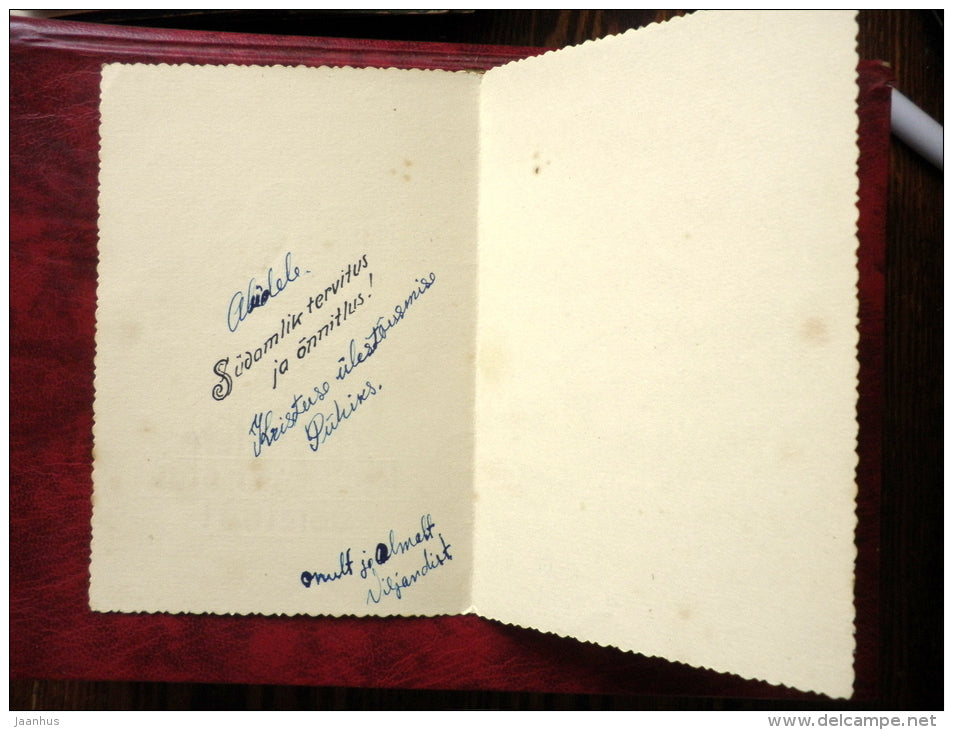 Südamlik tervitus
ja õnnitlus!
Kristuse ülestõusmise
Pühiks.
onult ja Almalt
Viljandist
jaanhus
www.delcampe.net